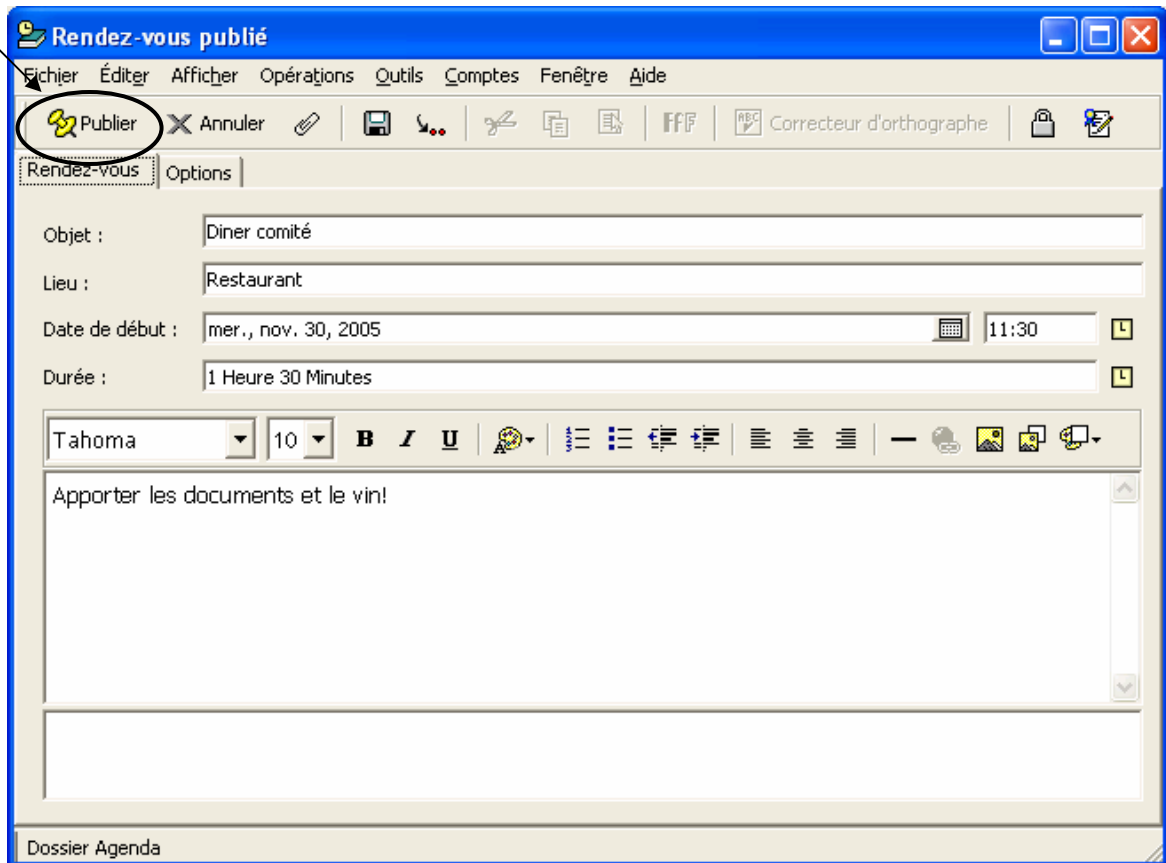 Rendez-vous publié
Fichier Éditer Afficher Opérations Outils Comptes Fenêtre Aide
Publier Annuler FFF ABC Correcteur d'orthographe
Rendez-vous Options
Objet : Diner comité
Lieu : Restaurant
Date de début : mer., nov. 30, 2005 11:30
Durée : 1 Heure 30 Minutes
Tahoma 10 B I U
Apporter les documents et le vin!
Dossier Agenda